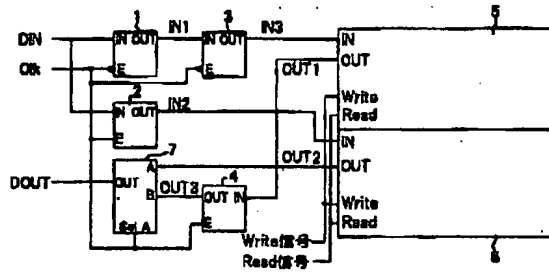 1 3 5
DIN IN OUT IN1 IN OUT IN3 IN
Clk E E OUT1 OUT
2
IN OUT IN2 Write
E Read
7 IN
A OUT2 OUT
DOUT OUT B OUT3 4
OUT IN
Sel A E Write
Write信号 Read
Read信号
6